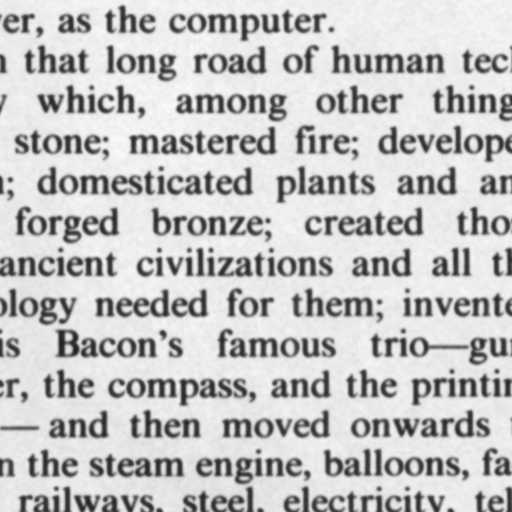 er, as the computer.
that long road of human tech
which, among other thing
stone; mastered fire; develope
; domesticated plants and an
forged bronze; created tho
ancient civilizations and all th
ology needed for them; invente
is Bacon's famous trio—gun
er, the compass, and the printin
— and then moved onwards
n the steam engine, balloons, fa
railways, steel, electricity, tel